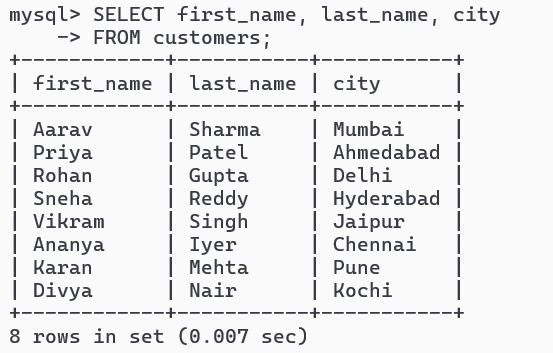 mysql> SELECT first_name, last_name, city
    -> FROM customers;
+------------+-----------+-----------+
| first_name | last_name | city      |
+------------+-----------+-----------+
| Aarav      | Sharma    | Mumbai    |
| Priya      | Patel     | Ahmedabad |
| Rohan      | Gupta     | Delhi     |
| Sneha      | Reddy     | Hyderabad |
| Vikram     | Singh     | Jaipur    |
| Ananya     | Iyer      | Chennai   |
| Karan      | Mehta     | Pune      |
| Divya      | Nair      | Kochi     |
+------------+-----------+-----------+
8 rows in set (0.007 sec)